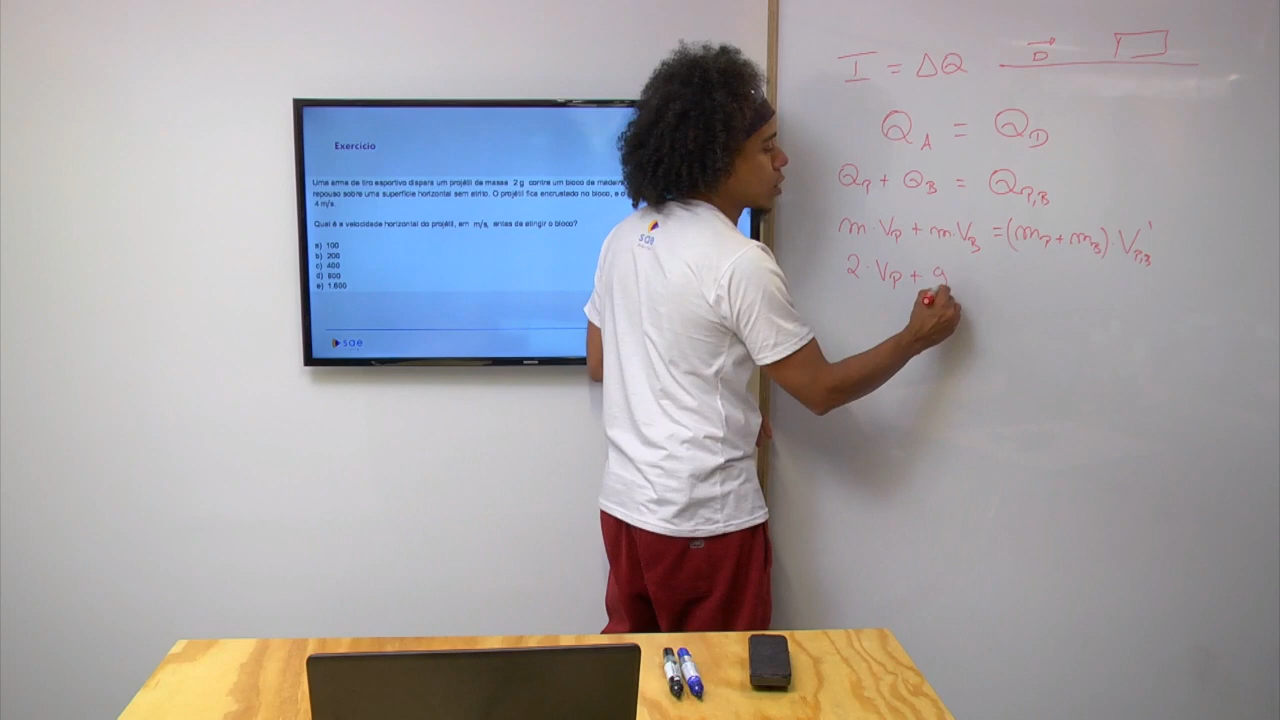 Exercício
Uma arma de tiro esportivo dispara um projétil de massa 2 g contra um bloco de madeira
repouso sobre uma superfície horizontal sem atrito. O projétil fica encrustado no bloco, e o
4 m/s.
Qual é a velocidade horizontal do projétil, em m/s, antes de atingir o bloco?
a) 100
b) 200
c) 400
d) 800
e) 1.600
sae
sae
I = ΔQ
D
Q_A = Q_D
Q_P + Q_B = Q_P,B
m · V_P + m · V_B = (m_P + m_B) · V_P,B'
2 · V_P + 9